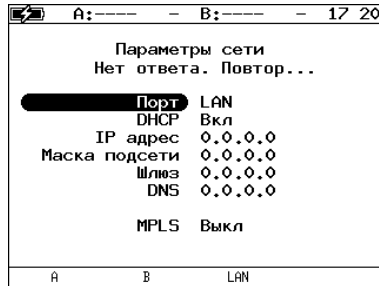 A:---- – B:---- – 17 20
Параметры сети
Нет ответа. Повтор...
Порт LAN
DHCP Вкл
IP адрес 0.0.0.0
Маска подсети 0.0.0.0
Шлюз 0.0.0.0
DNS 0.0.0.0
MPLS Выкл
A B LAN